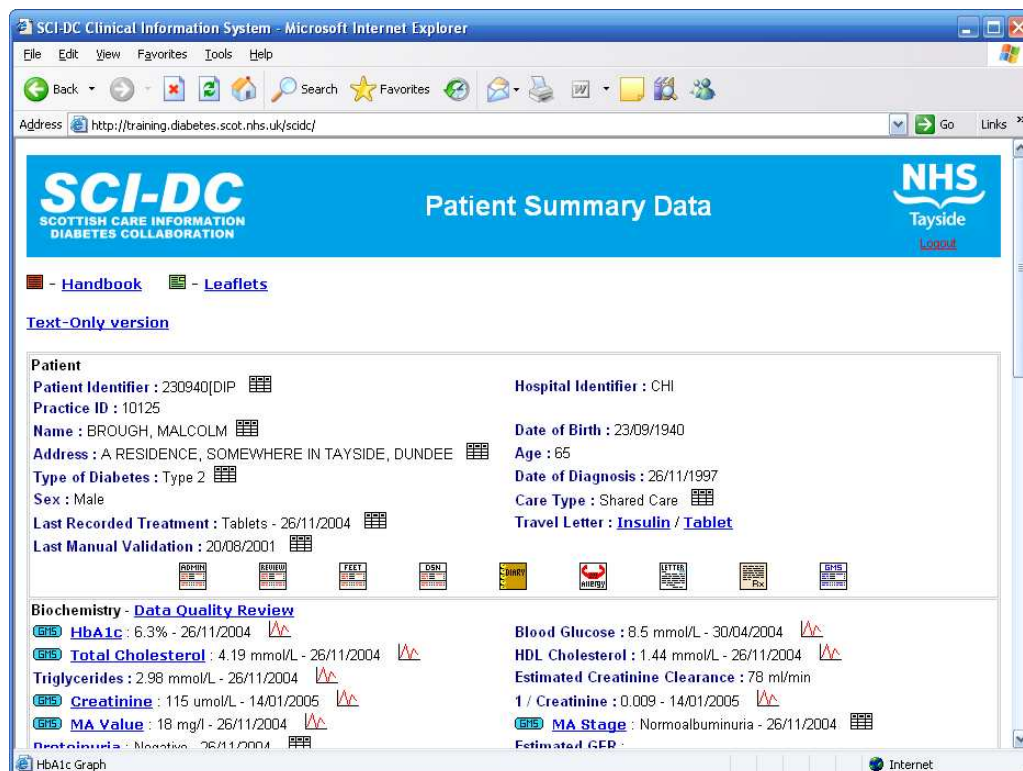 SCI-DC Clinical Information System - Microsoft Internet Explorer
File Edit View Favorites Tools Help
Back Search Favorites
Address http://training.diabetes.scot.nhs.uk/scidc/ Go Links »
SCI-DC
SCOTTISH CARE INFORMATION
DIABETES COLLABORATION
Patient Summary Data
NHS
Tayside
Logout
- Handbook - Leaflets
Text-Only version
Patient
Patient Identifier : 230940[DIP Hospital Identifier : CHI
Practice ID : 10125
Name : BROUGH, MALCOLM Date of Birth : 23/09/1940
Address : A RESIDENCE, SOMEWHERE IN TAYSIDE, DUNDEE Age : 65
Type of Diabetes : Type 2 Date of Diagnosis : 26/11/1997
Sex : Male Care Type : Shared Care
Last Recorded Treatment : Tablets - 26/11/2004 Travel Letter : Insulin / Tablet
Last Manual Validation : 20/08/2001
ADMIN REVIEW FEET DSN DIARY Allergy LETTER Rx GMS
Biochemistry - Data Quality Review
GMS HbA1c : 6.3% - 26/11/2004 Blood Glucose : 8.5 mmol/L - 30/04/2004
GMS Total Cholesterol : 4.19 mmol/L - 26/11/2004 HDL Cholesterol : 1.44 mmol/L - 26/11/2004
Triglycerides : 2.98 mmol/L - 26/11/2004 Estimated Creatinine Clearance : 78 ml/min
GMS Creatinine : 115 umol/L - 14/01/2005 1 / Creatinine : 0.009 - 14/01/2005
GMS MA Value : 18 mg/l - 26/11/2004 GMS MA Stage : Normoalbuminuria - 26/11/2004
Proteinuria : Negative - 26/11/2004 Estimated GFR :
HbA1c Graph Internet